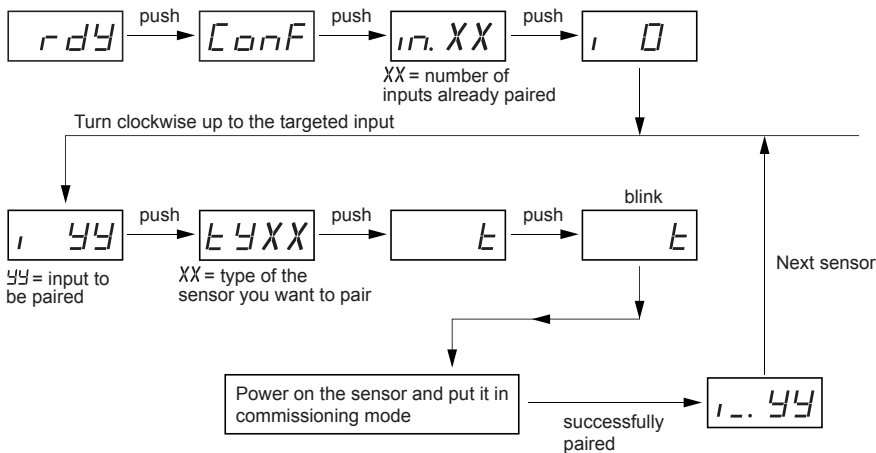 push push push
rdY ConF in.XX i 0
XX = number of
inputs already paired
Turn clockwise up to the targeted input
blink
push push push
i YY tYXX t t
YY = input to
be paired
XX = type of the
sensor you want to pair
Next sensor
Power on the sensor and put it in
commissioning mode
i_. YY
successfully
paired